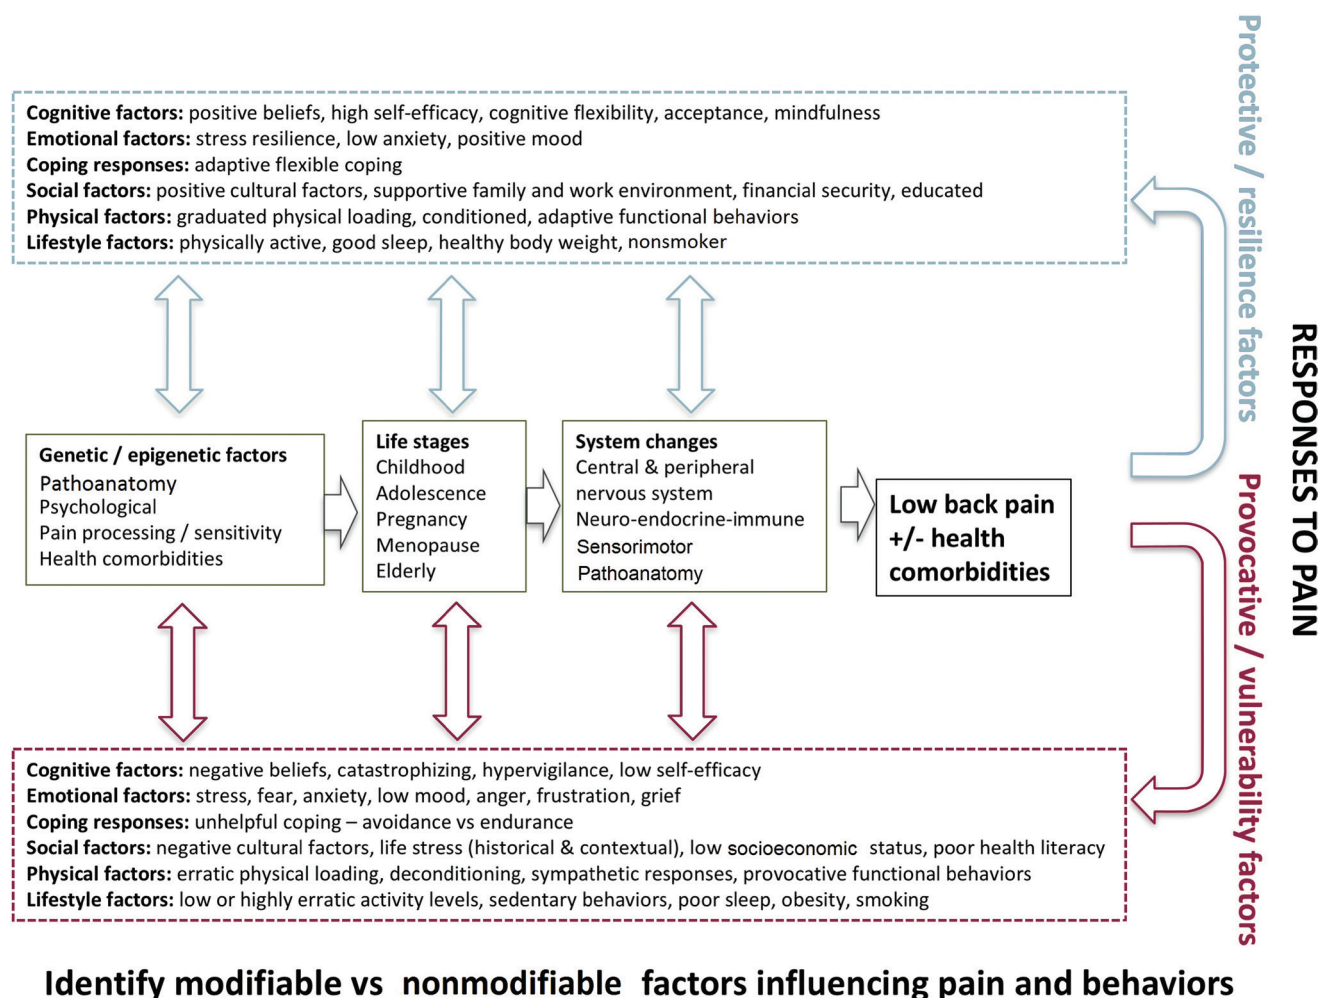 Protective / resilience factors
Cognitive factors: positive beliefs, high self-efficacy, cognitive flexibility, acceptance, mindfulness
Emotional factors: stress resilience, low anxiety, positive mood
Coping responses: adaptive flexible coping
Social factors: positive cultural factors, supportive family and work environment, financial security, educated
Physical factors: graduated physical loading, conditioned, adaptive functional behaviors
Lifestyle factors: physically active, good sleep, healthy body weight, nonsmoker
RESPONSES TO PAIN
Genetic / epigenetic factors
Pathoanatomy
Psychological
Pain processing / sensitivity
Health comorbidities
Life stages
Childhood
Adolescence
Pregnancy
Menopause
Elderly
System changes
Central & peripheral
nervous system
Neuro-endocrine-immune
Sensorimotor
Pathoanatomy
Low back pain
+/- health
comorbidities
Provocative / vulnerability factors
Cognitive factors: negative beliefs, catastrophizing, hypervigilance, low self-efficacy
Emotional factors: stress, fear, anxiety, low mood, anger, frustration, grief
Coping responses: unhelpful coping – avoidance vs endurance
Social factors: negative cultural factors, life stress (historical & contextual), low socioeconomic status, poor health literacy
Physical factors: erratic physical loading, deconditioning, sympathetic responses, provocative functional behaviors
Lifestyle factors: low or highly erratic activity levels, sedentary behaviors, poor sleep, obesity, smoking
Identify modifiable vs nonmodifiable factors influencing pain and behaviors